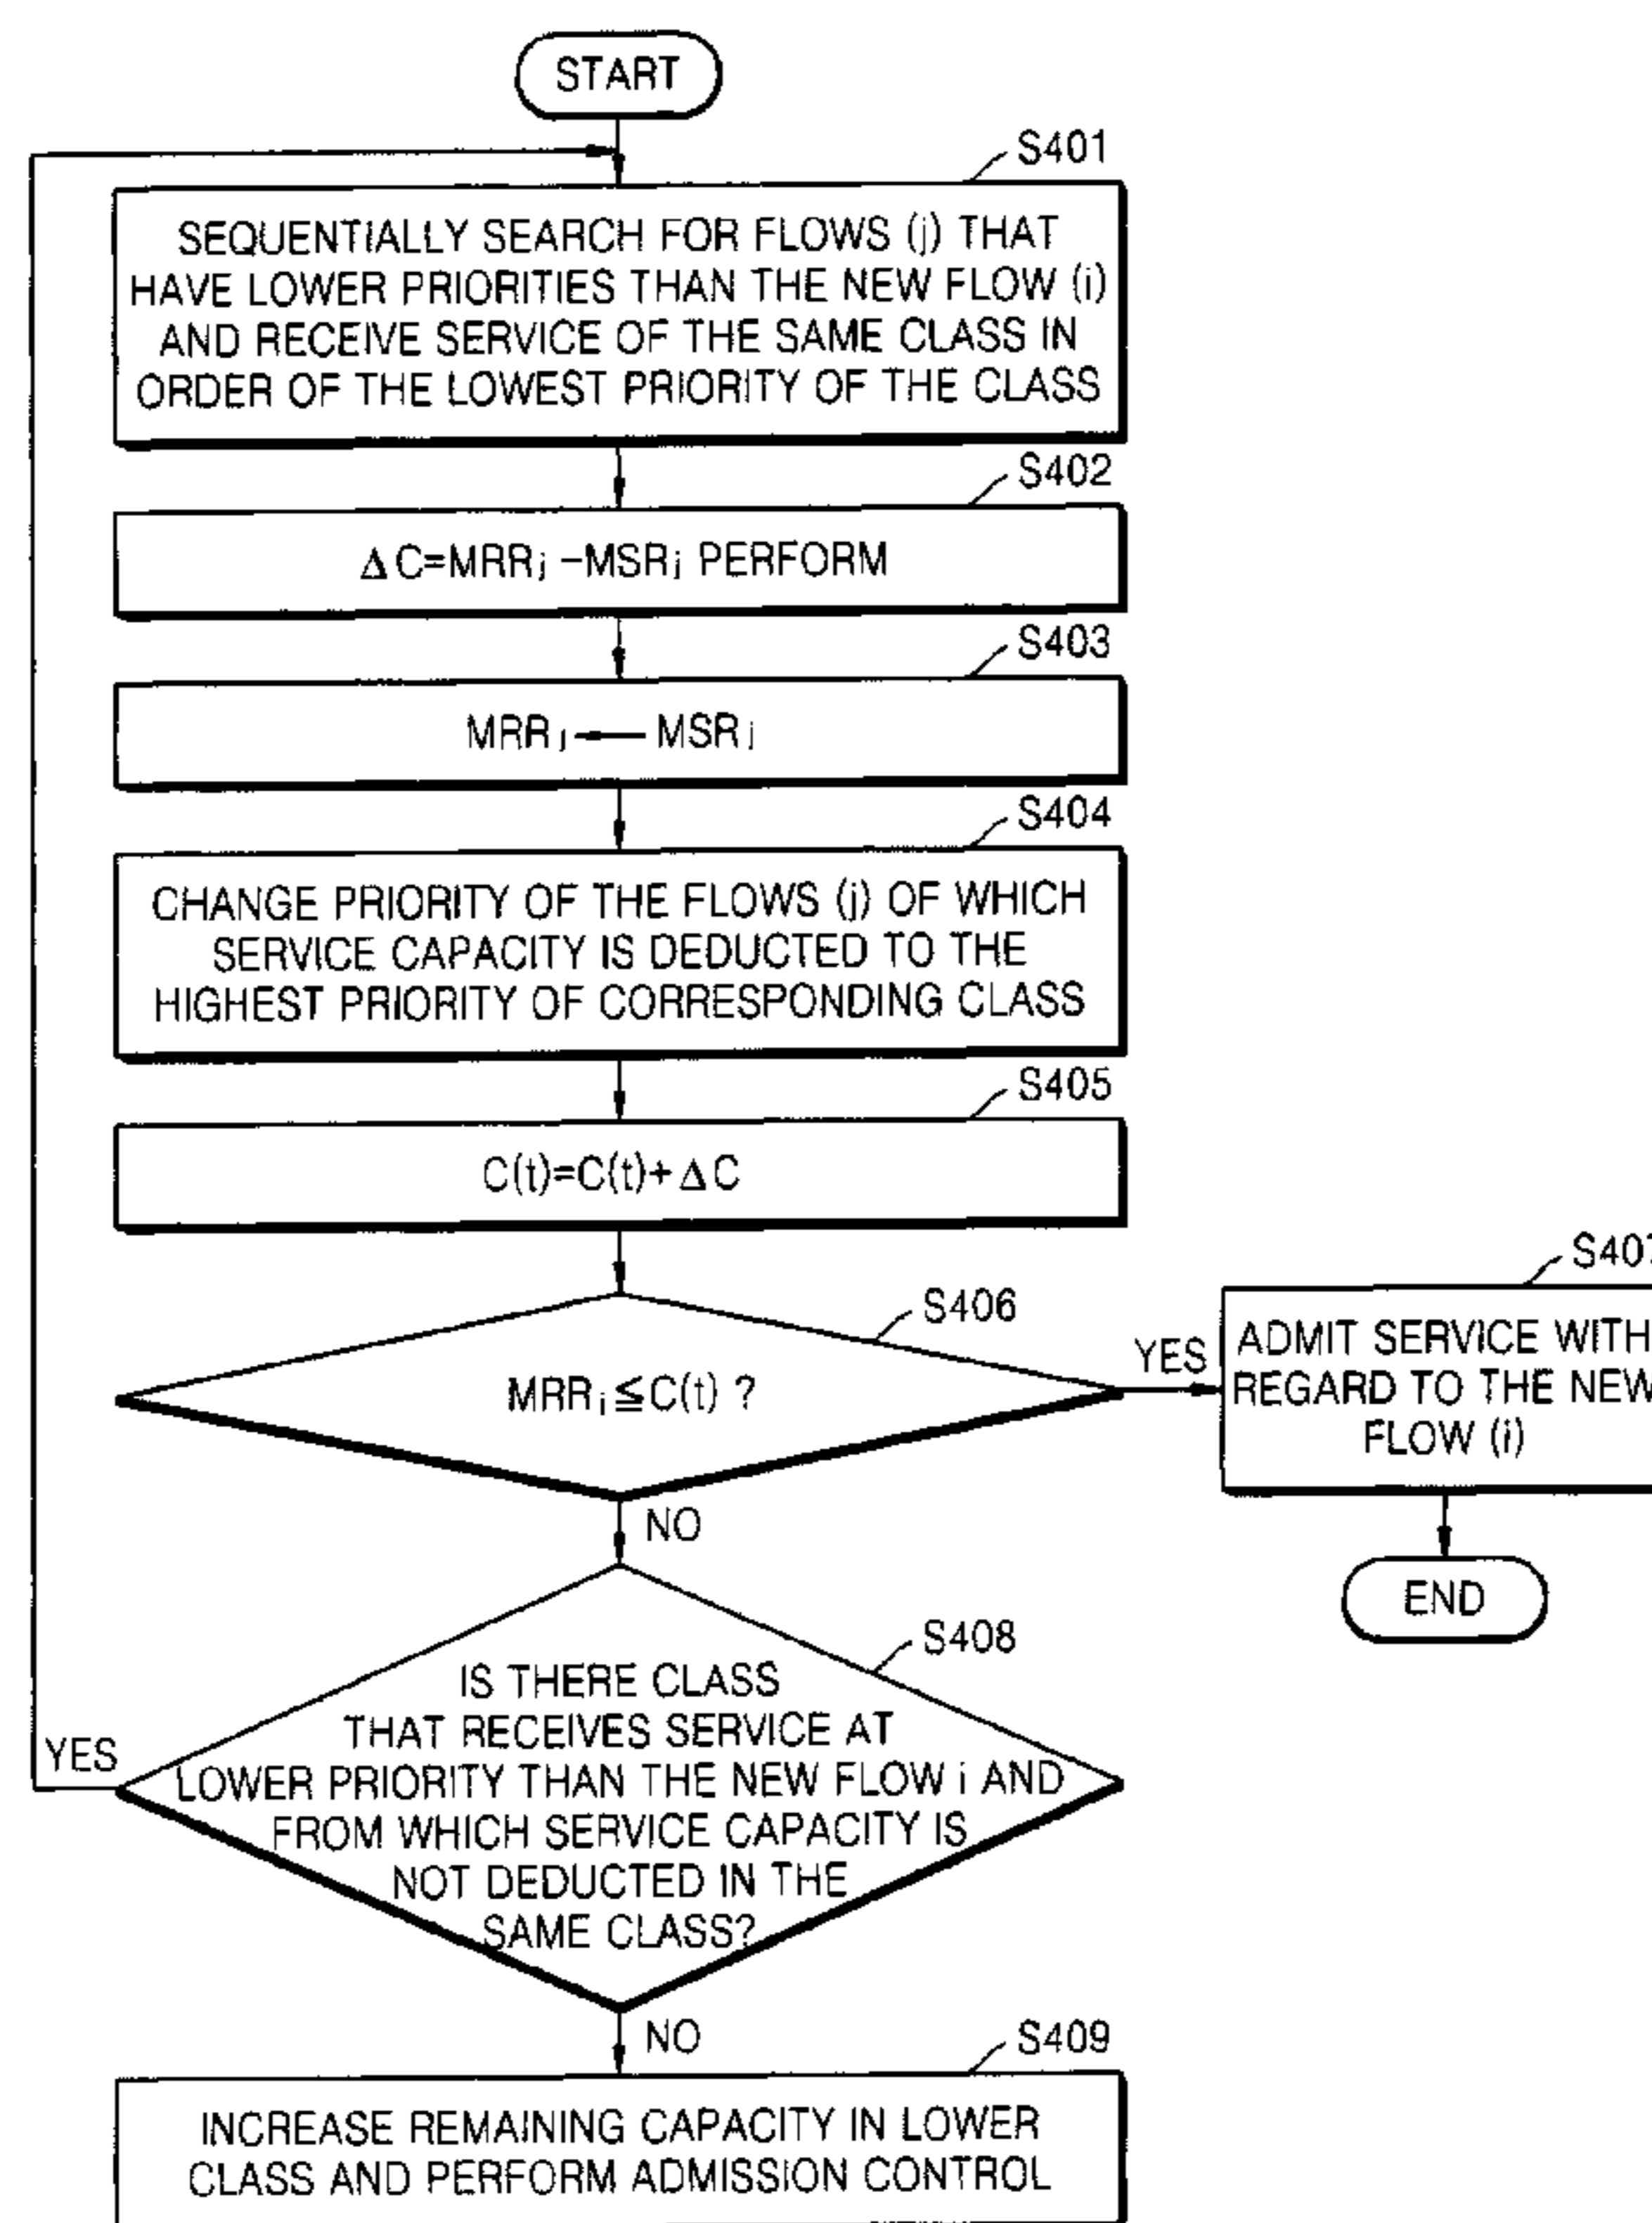 START
S401
SEQUENTIALLY SEARCH FOR FLOWS (j) THAT
HAVE LOWER PRIORITIES THAN THE NEW FLOW (i)
AND RECEIVE SERVICE OF THE SAME CLASS IN
ORDER OF THE LOWEST PRIORITY OF THE CLASS
S402
ΔC=MRRj -MSRj PERFORM
S403
MRRj ← MSRj
S404
CHANGE PRIORITY OF THE FLOWS (j) OF WHICH
SERVICE CAPACITY IS DEDUCTED TO THE
HIGHEST PRIORITY OF CORRESPONDING CLASS
S405
C(t)=C(t)+ΔC
S406
MRRi≦C(t) ?
YES
S407
ADMIT SERVICE WITH
REGARD TO THE NEW
FLOW (i)
END
NO
S408
IS THERE CLASS
THAT RECEIVES SERVICE AT
LOWER PRIORITY THAN THE NEW FLOW i AND
FROM WHICH SERVICE CAPACITY IS
NOT DEDUCTED IN THE
SAME CLASS?
YES
NO
S409
INCREASE REMAINING CAPACITY IN LOWER
CLASS AND PERFORM ADMISSION CONTROL